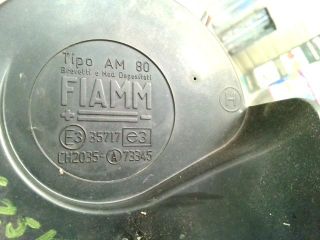 Tipo AM 80
Brevetti e Mod. Depositati
FIAMM
+ -
E3 35717 e3
CH2035- A 73345
H